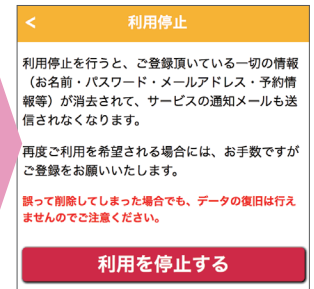 < 利用停止
利用停止を行うと、ご登録頂いている一切の情報
（お名前・パスワード・メールアドレス・予約情
報等）が消去されて、サービスの通知メールも送
信されなくなります。
再度ご利用を希望される場合には、お手数ですが
ご登録をお願いいたします。
誤って削除してしまった場合でも、データの復旧は行え
ませんのでご注意ください。
利用を停止する